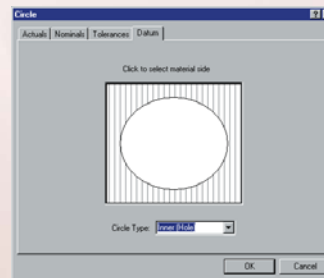 Circle
Actuals Nominals Tolerances Datum
Click to select material side
Circle Type: Inner (Hole)
OK Cancel